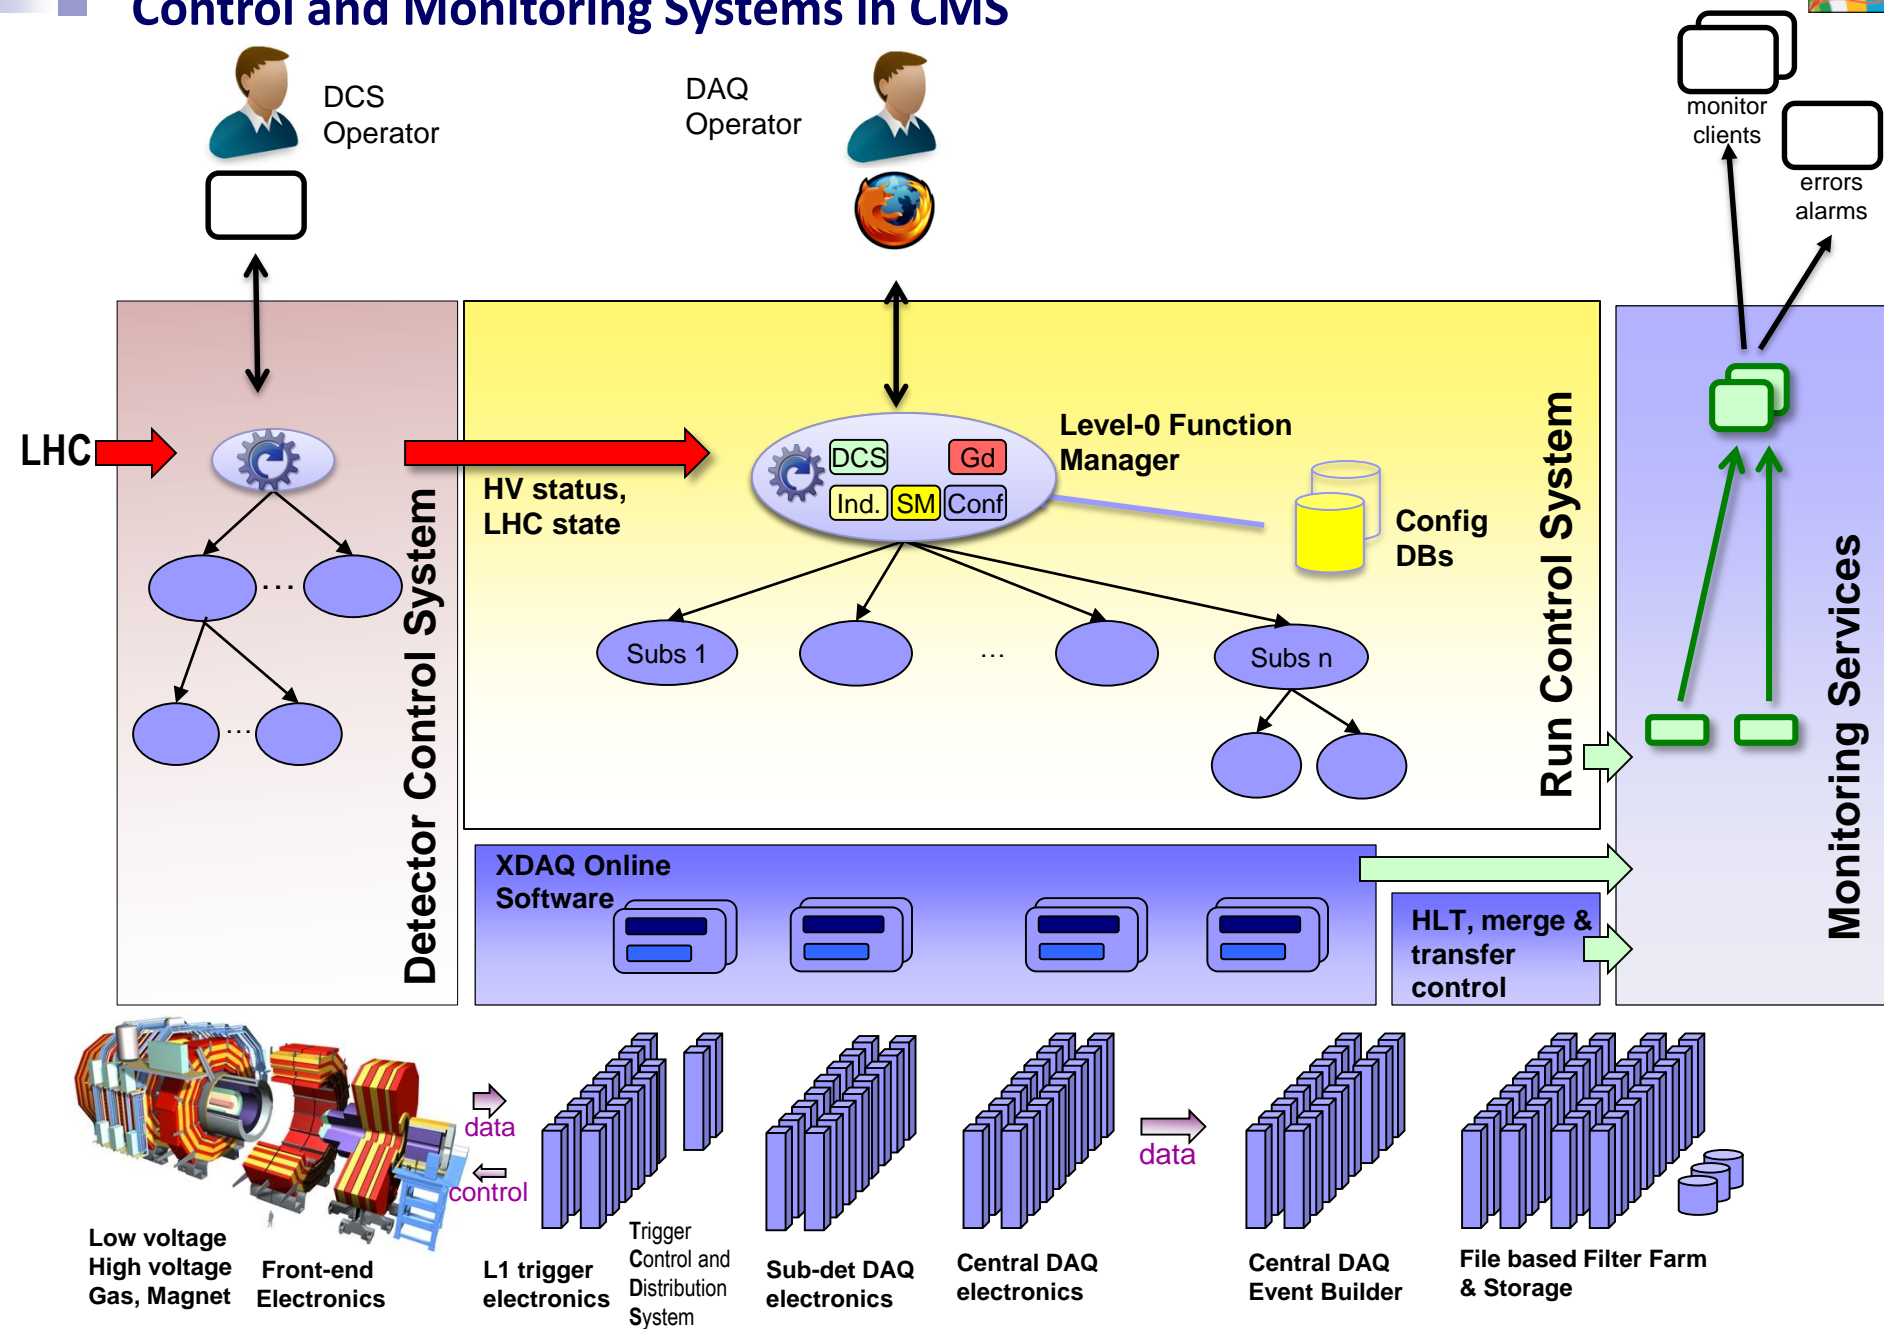 Control and Monitoring Systems in CMS
DCS
Operator
DAQ
Operator
monitor
clients
errors
alarms
LHC
Detector Control System
HV status,
LHC state
DCS
Gd
Ind.
SM
Conf
Level-0 Function
Manager
Config
DBs
Subs 1
...
Subs n
...
...
Run Control System
Monitoring Services
XDAQ Online
Software
HLT, merge &
transfer
control
data
control
data
Low voltage
High voltage
Gas, Magnet
Front-end
Electronics
L1 trigger
electronics
Trigger
Control and
Distribution
System
Sub-det DAQ
electronics
Central DAQ
electronics
Central DAQ
Event Builder
File based Filter Farm
& Storage